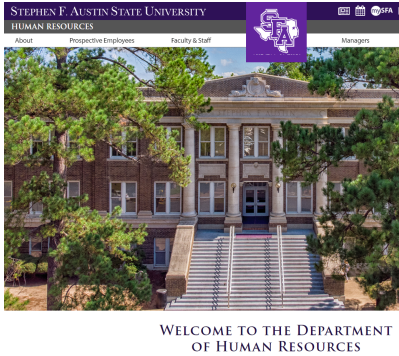 STEPHEN F. AUSTIN STATE UNIVERSITY
mySFA
HUMAN RESOURCES
SFA
About Prospective Employees Faculty & Staff Managers
WELCOME TO THE DEPARTMENT
OF HUMAN RESOURCES